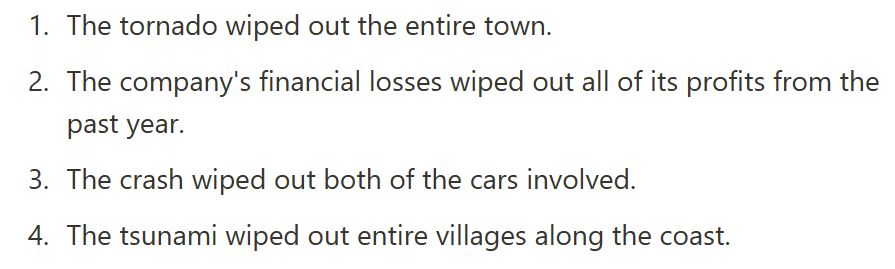 1. The tornado wiped out the entire town.
2. The company's financial losses wiped out all of its profits from the
past year.
3. The crash wiped out both of the cars involved.
4. The tsunami wiped out entire villages along the coast.